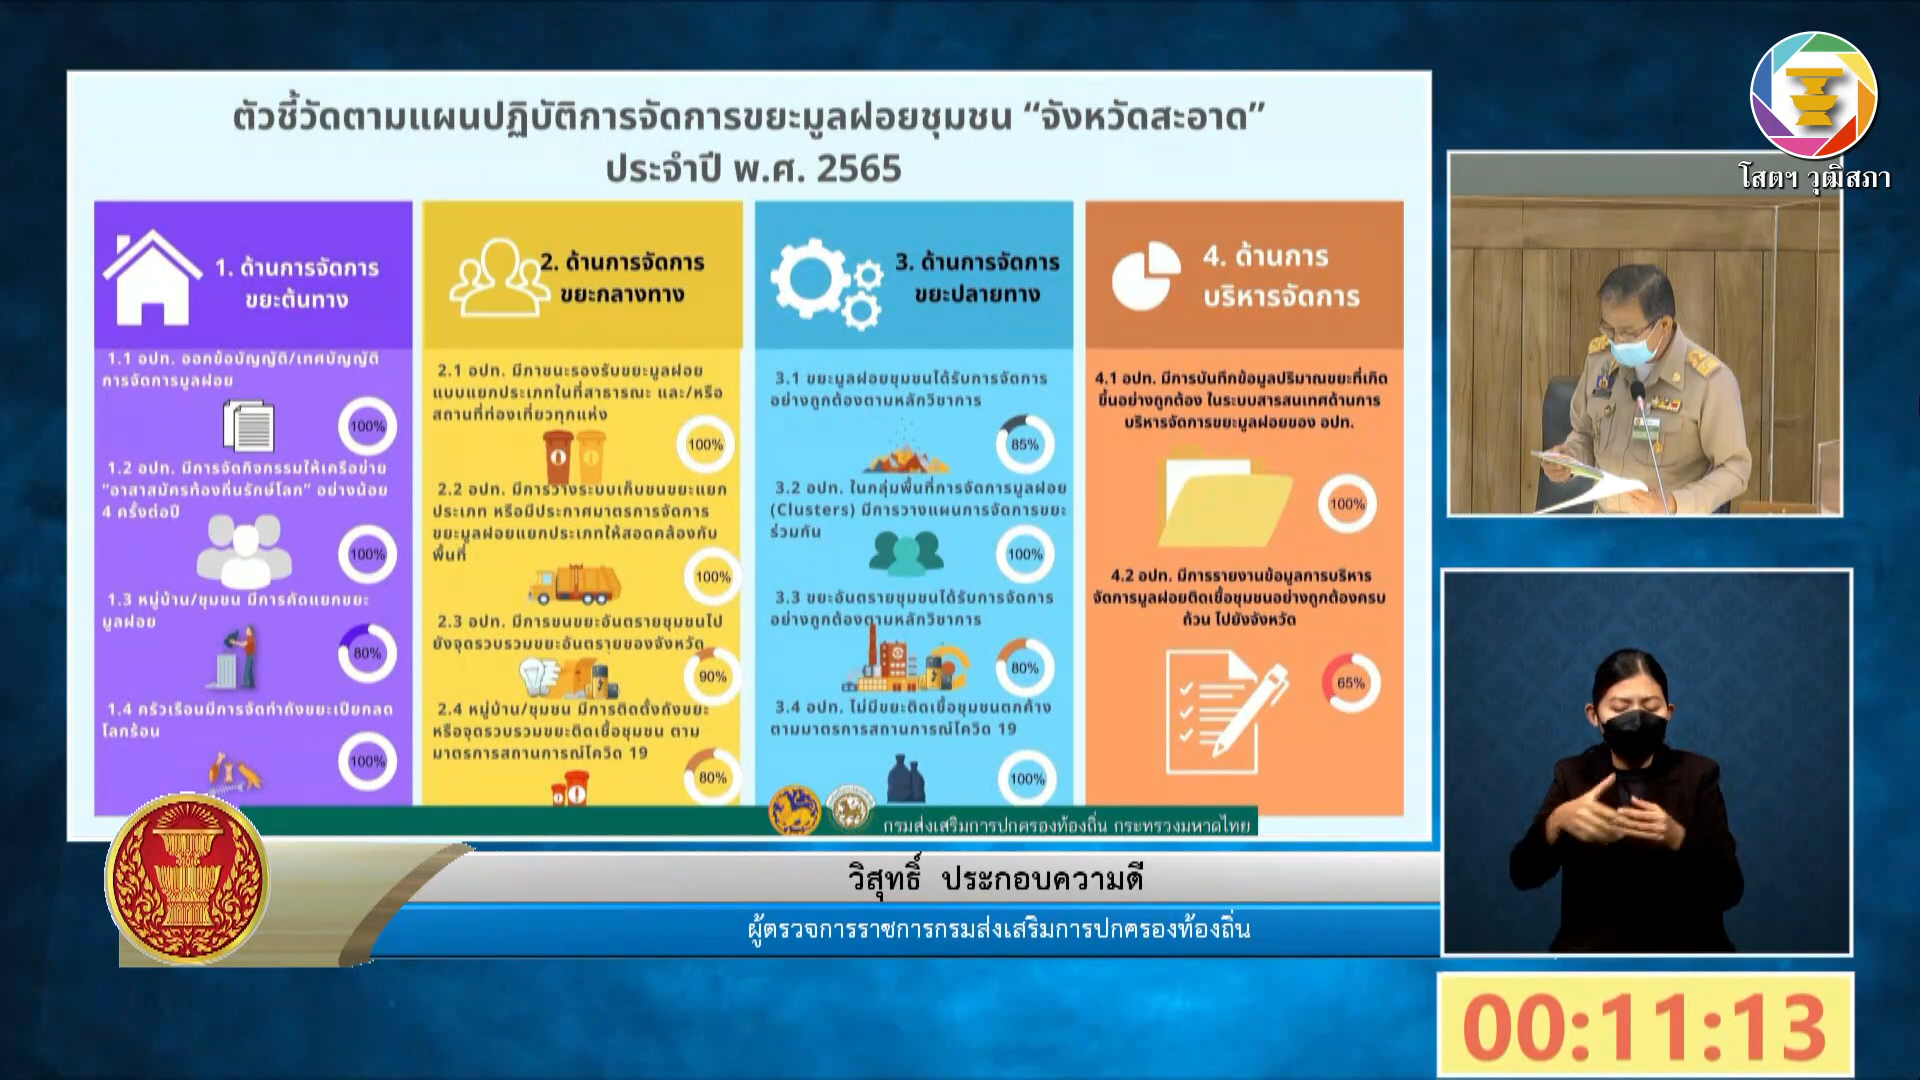 โสตฯ วุฒิสภา
ตัวชี้วัดตามแผนปฏิบัติการจัดการขยะมูลฝอยชุมชน “จังหวัดสะอาด”
ประจำปี พ.ศ. 2565
1. ด้านการจัดการ
ขยะต้นทาง
1.1 อปท. ออกข้อบัญญัติ/เทศบัญญัติ
การจัดการมูลฝอย
100%
1.2 อปท. มีการจัดกิจกรรมให้เครือข่าย
“อาสาสมัครท้องถิ่นรักษ์โลก” อย่างน้อย
4 ครั้งต่อปี
100%
1.3 หมู่บ้าน/ชุมชน มีการคัดแยกขยะ
มูลฝอย
80%
1.4 ครัวเรือนมีการจัดทำถังขยะเปียกลด
โลกร้อน
100%
2. ด้านการจัดการ
ขยะกลางทาง
2.1 อปท. มีภาชนะรองรับขยะมูลฝอย
แบบแยกประเภทในที่สาธารณะ และ/หรือ
สถานที่ท่องเที่ยวทุกแห่ง
100%
2.2 อปท. มีการวางระบบเก็บขนขยะแยก
ประเภท หรือมีประกาศมาตรการจัดการ
ขยะมูลฝอยแยกประเภทให้สอดคล้องกับ
พื้นที่
100%
2.3 อปท. มีการขนขยะอันตรายชุมชนไป
ยังจุดรวบรวมขยะอันตรายของจังหวัด
90%
2.4 หมู่บ้าน/ชุมชน มีการติดตั้งถังขยะ
หรือจุดรวบรวมขยะติดเชื้อชุมชน ตาม
มาตรการสถานการณ์โควิด 19
80%
3. ด้านการจัดการ
ขยะปลายทาง
3.1 ขยะมูลฝอยชุมชนได้รับการจัดการ
อย่างถูกต้องตามหลักวิชาการ
85%
3.2 อปท. ในกลุ่มพื้นที่การจัดการมูลฝอย
(Clusters) มีการวางแผนการจัดการขยะ
ร่วมกัน
100%
3.3 ขยะอันตรายชุมชนได้รับการจัดการ
อย่างถูกต้องตามหลักวิชาการ
80%
3.4 อปท. ไม่มีขยะติดเชื้อชุมชนตกค้าง
ตามมาตรการสถานการณ์โควิด 19
100%
4. ด้านการ
บริหารจัดการ
4.1 อปท. มีการบันทึกข้อมูลปริมาณขยะที่เกิด
ขึ้นอย่างถูกต้อง ในระบบสารสนเทศด้านการ
บริหารจัดการขยะมูลฝอยของ อปท.
100%
4.2 อปท. มีการรายงานข้อมูลการบริหาร
จัดการมูลฝอยติดเชื้อชุมชนอย่างถูกต้องครบ
ถ้วน ไปยังจังหวัด
65%
กรมส่งเสริมการปกครองท้องถิ่น กระทรวงมหาดไทย
วิสุทธิ์ ประกอบความดี
ผู้ตรวจการราชการกรมส่งเสริมการปกครองท้องถิ่น
00:11:13